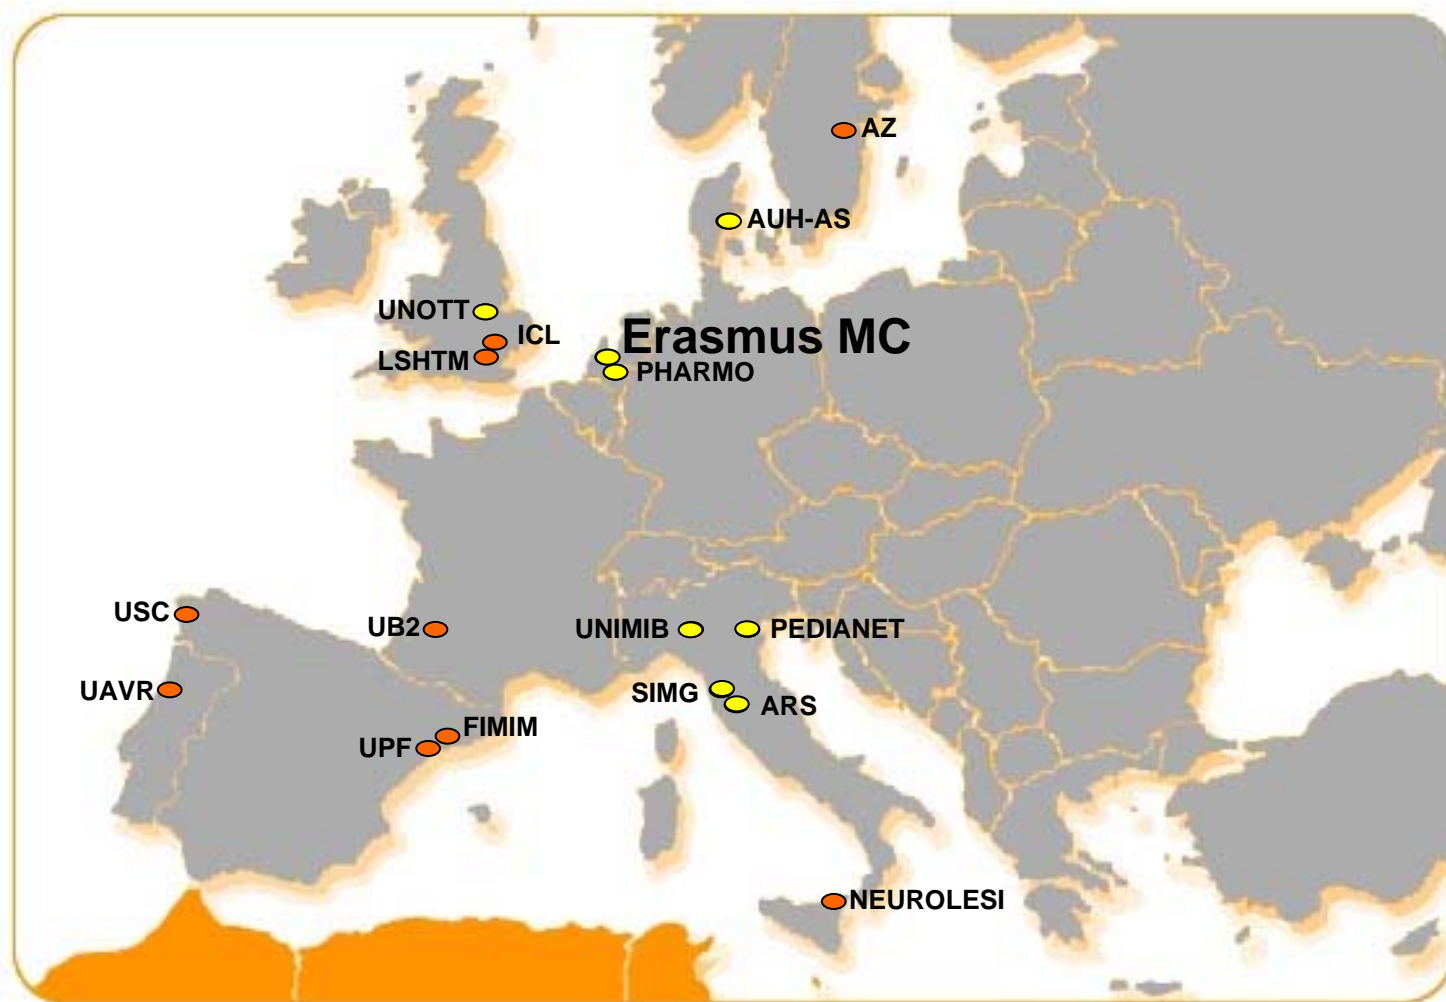 AZ
AUH-AS
UNOTT
ICL
Erasmus MC
LSHTM
PHARMO
USC
UB2
UNIMIB
PEDIANET
UAVR
SIMG
ARS
FIMIM
UPF
NEUROLESI